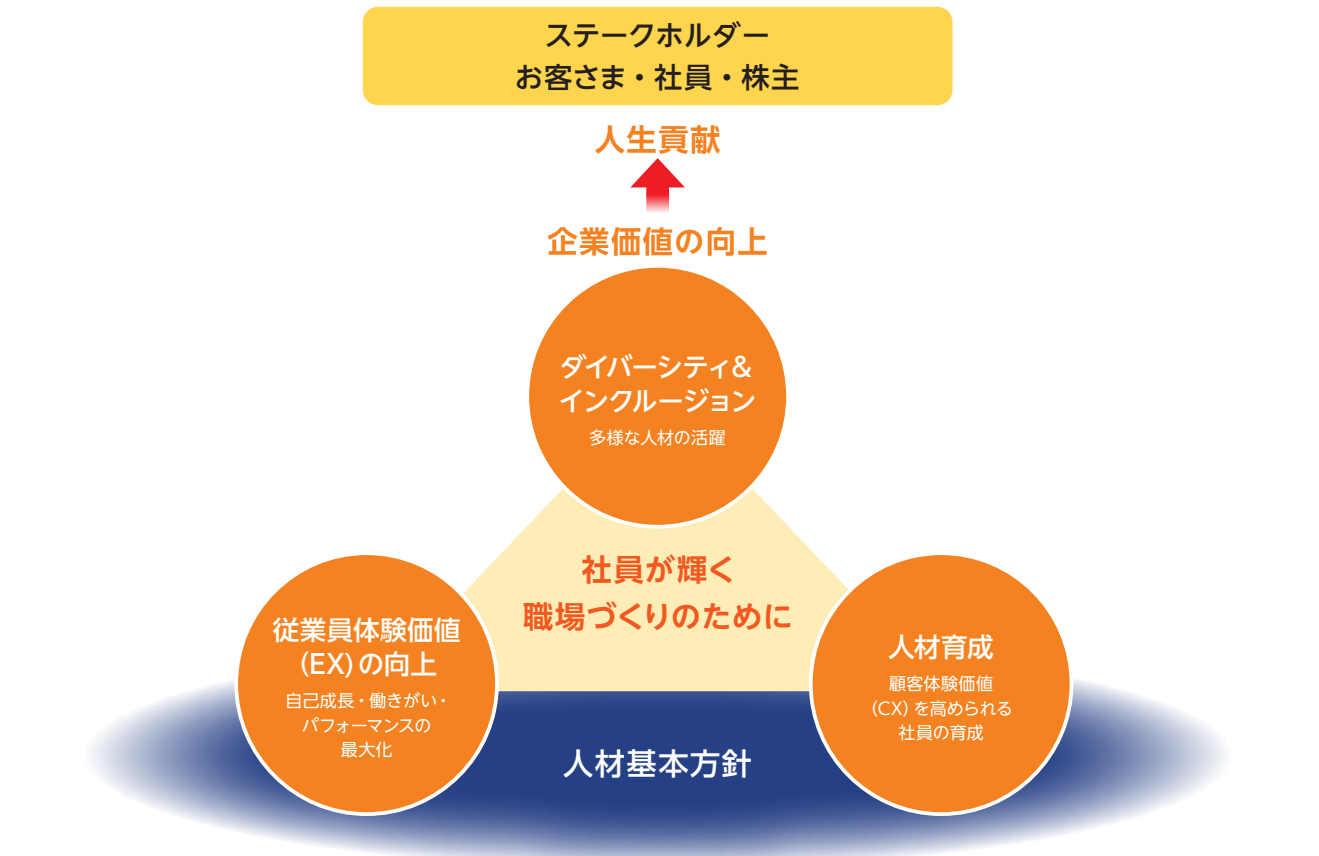 ステークホルダー
お客さま・社員・株主
人生貢献
企業価値の向上
ダイバーシティ&
インクルージョン
多様な人材の活躍
社員が輝く
職場づくりのために
従業員体験価値
（EX）の向上
自己成長・働きがい・
パフォーマンスの
最大化
人材育成
顧客体験価値
（CX）を高められる
社員の育成
人材基本方針